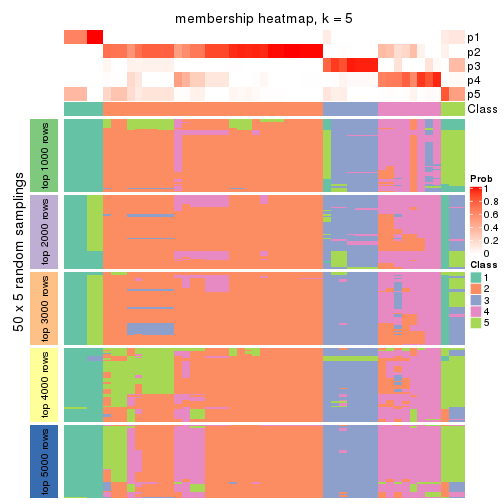 membership heatmap, k = 5
p1
p2
p3
p4
p5
Class
50 x 5 random samplings
top 1000 rows
top 2000 rows
top 3000 rows
top 4000 rows
top 5000 rows
Prob
1
0.8
0.6
0.4
0.2
0
Class
1
2
3
4
5